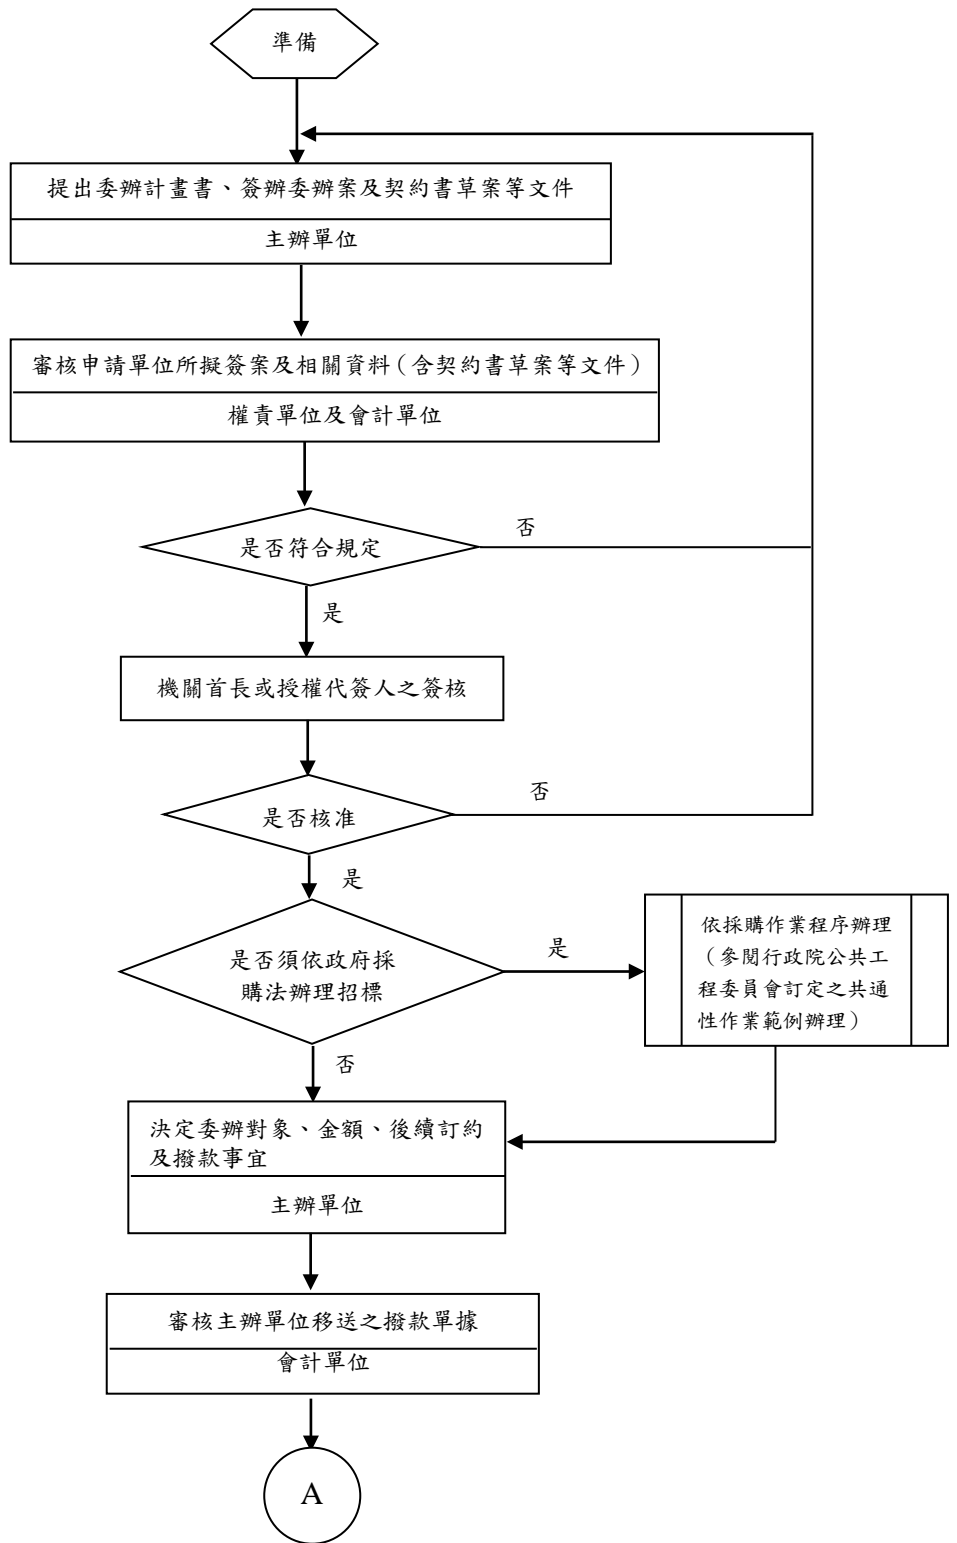 準備
提出委辦計畫書、簽辦委辦案及契約書草案等文件
主辦單位
審核申請單位所擬簽案及相關資料（含契約書草案等文件）
權責單位及會計單位
是否符合規定
否
是
機關首長或授權代簽人之簽核
是否核准
否
是
是否須依政府採
購法辦理招標
是
依採購作業程序辦理
（參閱行政院公共工
程委員會訂定之共通
性作業範例辦理）
否
決定委辦對象、金額、後續訂約
及撥款事宜
主辦單位
審核主辦單位移送之撥款單據
會計單位
A